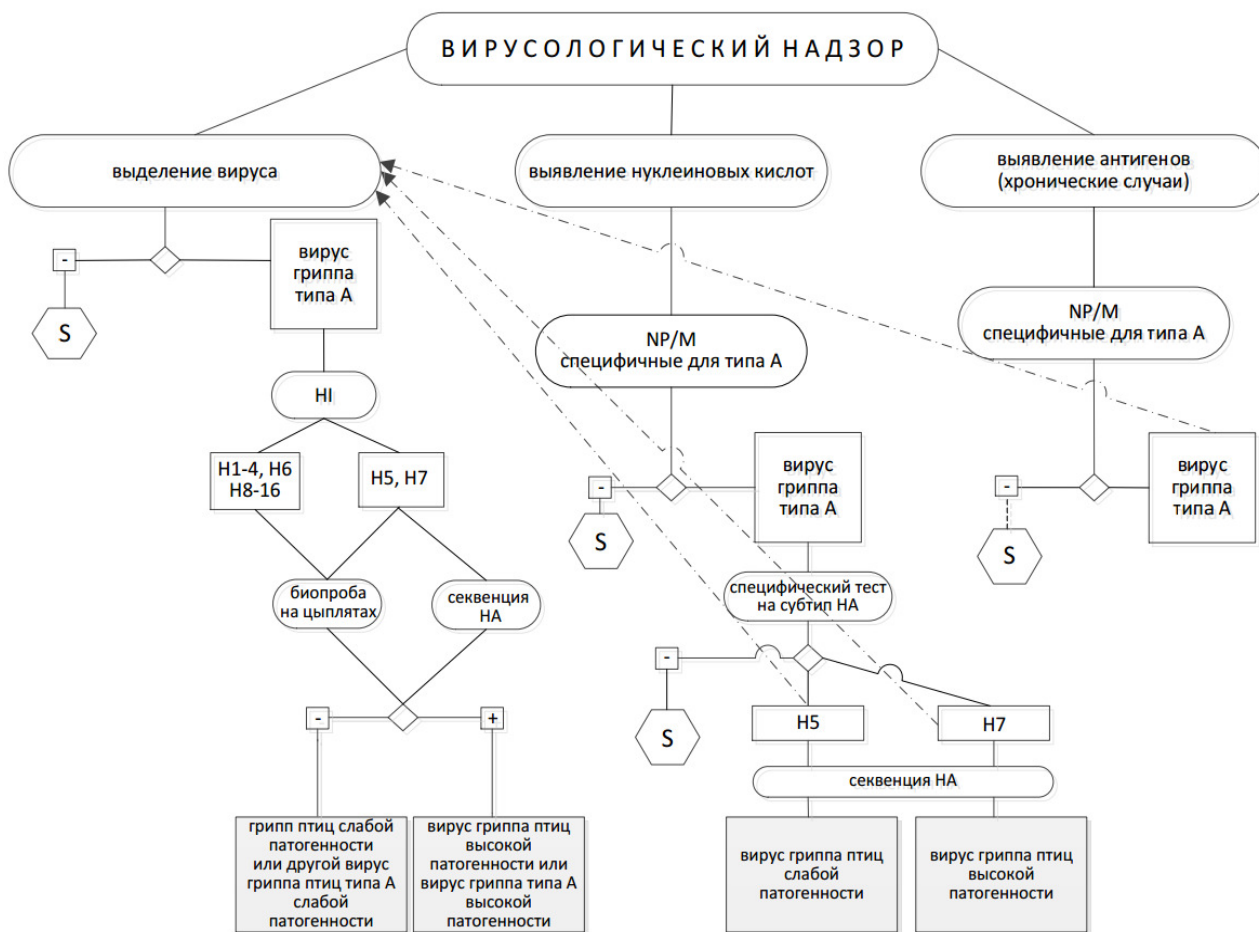 ВИРУСОЛОГИЧЕСКИЙ НАДЗОР
выделение вируса
выявление нуклеиновых кислот
выявление антигенов
(хронические случаи)
-
вирус
гриппа
типа А
S
NP/M
специфичные для типа А
NP/M
специфичные для типа А
HI
H1-4, H6
H8-16
H5, H7
-
вирус
гриппа
типа А
S
-
вирус
гриппа
типа А
S
биопроба
на цыплятах
секвенция
НА
специфический тест
на субтип НА
-
S
-
+
H5
H7
секвенция НА
грипп птиц слабой
патогенности
или другой вирус
гриппа птиц типа А
слабой
патогенности
вирус гриппа птиц
высокой
патогенности или
вирус гриппа типа А
высокой
патогенности
вирус гриппа птиц
слабой
патогенности
вирус гриппа птиц
высокой
патогенности